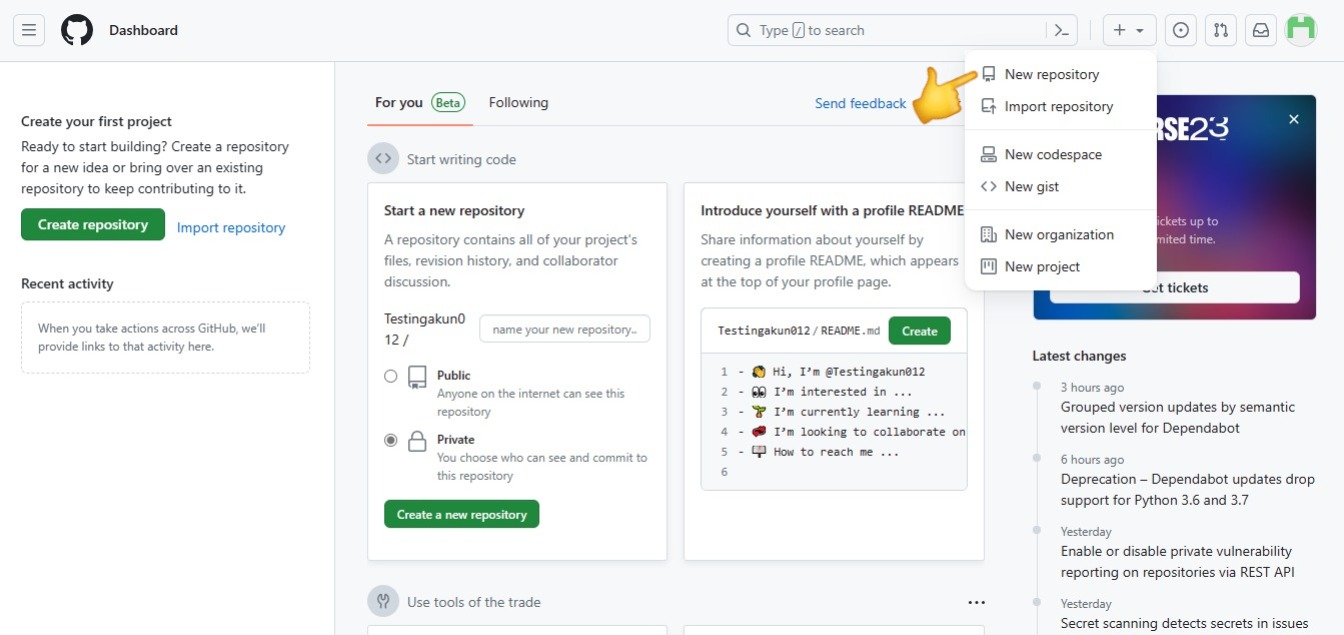 Dashboard
Type / to search
Create your first project
Ready to start building? Create a repository
for a new idea or bring over an existing
repository to keep contributing to it.
Create repository
Import repository
Recent activity
When you take actions across GitHub, we'll
provide links to that activity here.
For you Beta
Following
Send feedback
Start writing code
Start a new repository
A repository contains all of your project's
files, revision history, and collaborator
discussion.
Testingakun0
12 /
name your new repository..
Public
Anyone on the internet can see this
repository
Private
You choose who can see and commit to
this repository
Create a new repository
Introduce yourself with a profile README
Share information about yourself by
creating a profile README, which appears
at the top of your profile page.
Testingakun012/README.md
Create
1 - 👋 Hi, I'm @Testingakun012
2 - 👀 I'm interested in ...
3 - 🌱 I'm currently learning ...
4 - 💞️ I'm looking to collaborate on
5 - 📫 How to reach me ...
6
Use tools of the trade
New repository
Import repository
New codespace
New gist
New organization
New project
RSE23
ickets up to
time.
tickets
Latest changes
3 hours ago
Grouped version updates by semantic
version level for Dependabot
6 hours ago
Deprecation – Dependabot updates drop
support for Python 3.6 and 3.7
Yesterday
Enable or disable private vulnerability
reporting on repositories via REST API
Yesterday
Secret scanning detects secrets in issues